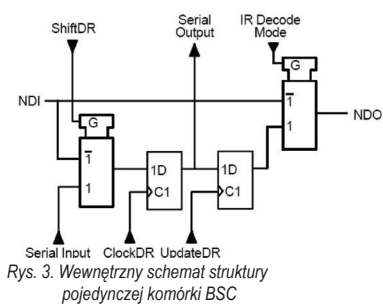 ShiftDR
Serial
Output
IR Decode
Mode
G
NDI
1
1
NDO
G
1
1
1D
C1
1D
C1
Serial Input
ClockDR
UpdateDR
Rys. 3. Wewnętrzny schemat struktury
pojedynczej komórki BSC